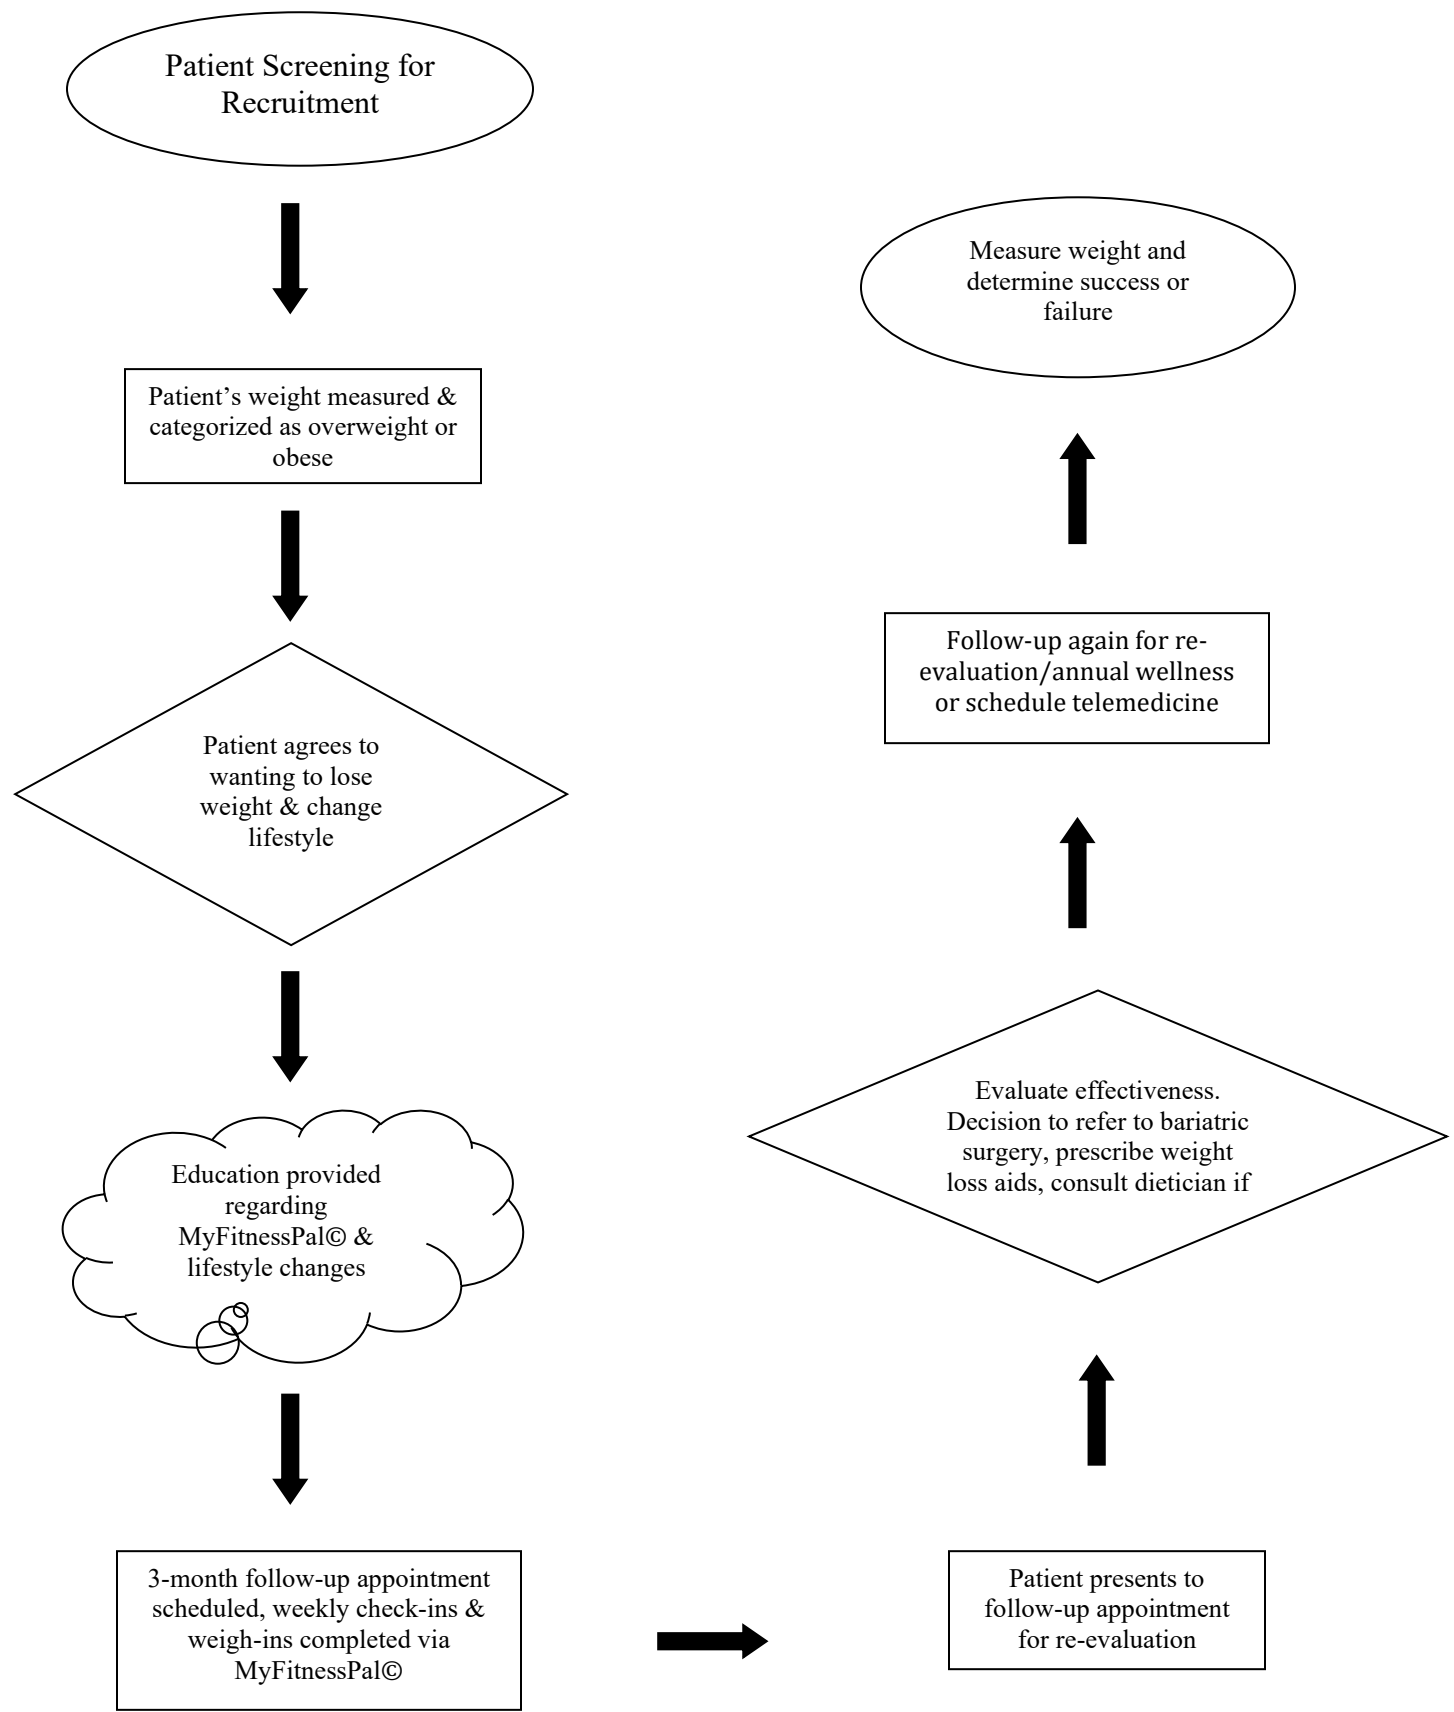 Patient Screening for
Recruitment
Patient’s weight measured &
categorized as overweight or
obese
Patient agrees to
wanting to lose
weight & change
lifestyle
Education provided
regarding
MyFitnessPal© &
lifestyle changes
3-month follow-up appointment
scheduled, weekly check-ins &
weigh-ins completed via
MyFitnessPal©
Patient presents to
follow-up appointment
for re-evaluation
Evaluate effectiveness.
Decision to refer to bariatric
surgery, prescribe weight
loss aids, consult dietician if
Follow-up again for re-
evaluation/annual wellness
or schedule telemedicine
Measure weight and
determine success or
failure